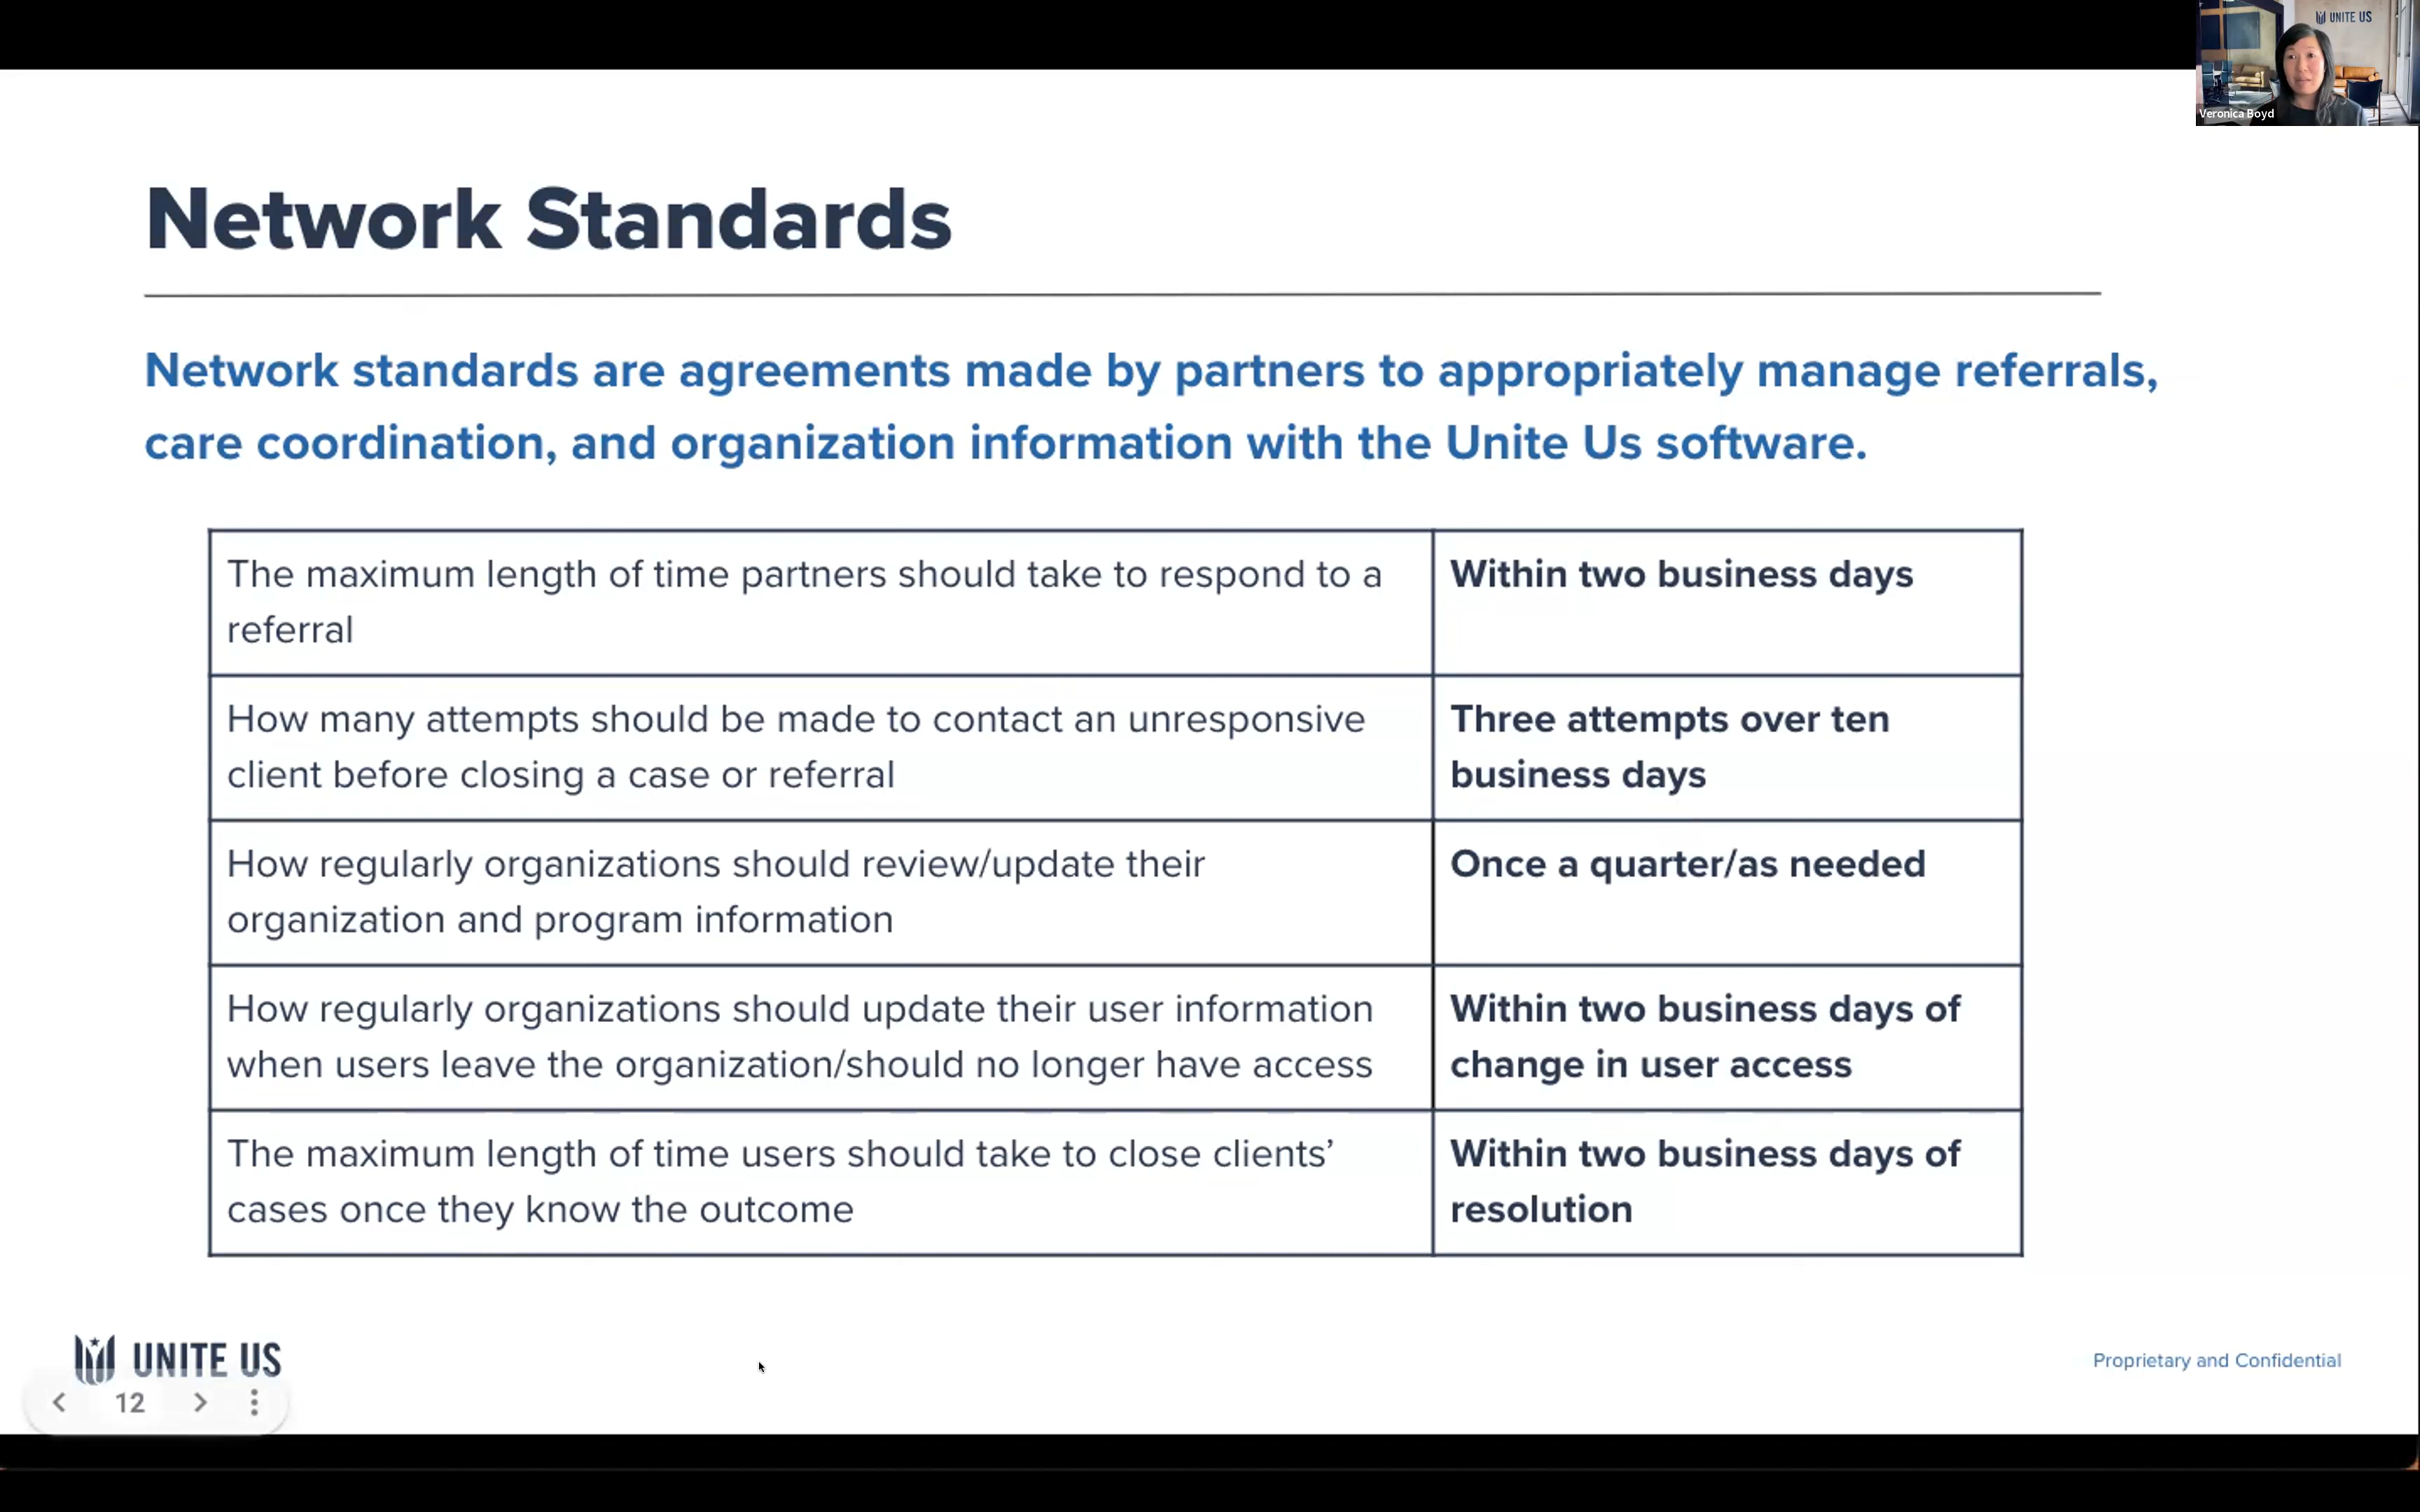 UNITE US
Veronica Boyd
Network Standards
Network standards are agreements made by partners to appropriately manage referrals,
care coordination, and organization information with the Unite Us software.
The maximum length of time partners should take to respond to a
referral
Within two business days
How many attempts should be made to contact an unresponsive
client before closing a case or referral
Three attempts over ten
business days
How regularly organizations should review/update their
organization and program information
Once a quarter/as needed
How regularly organizations should update their user information
when users leave the organization/should no longer have access
Within two business days of
change in user access
The maximum length of time users should take to close clients’
cases once they know the outcome
Within two business days of
resolution
UNITE US
Proprietary and Confidential
12